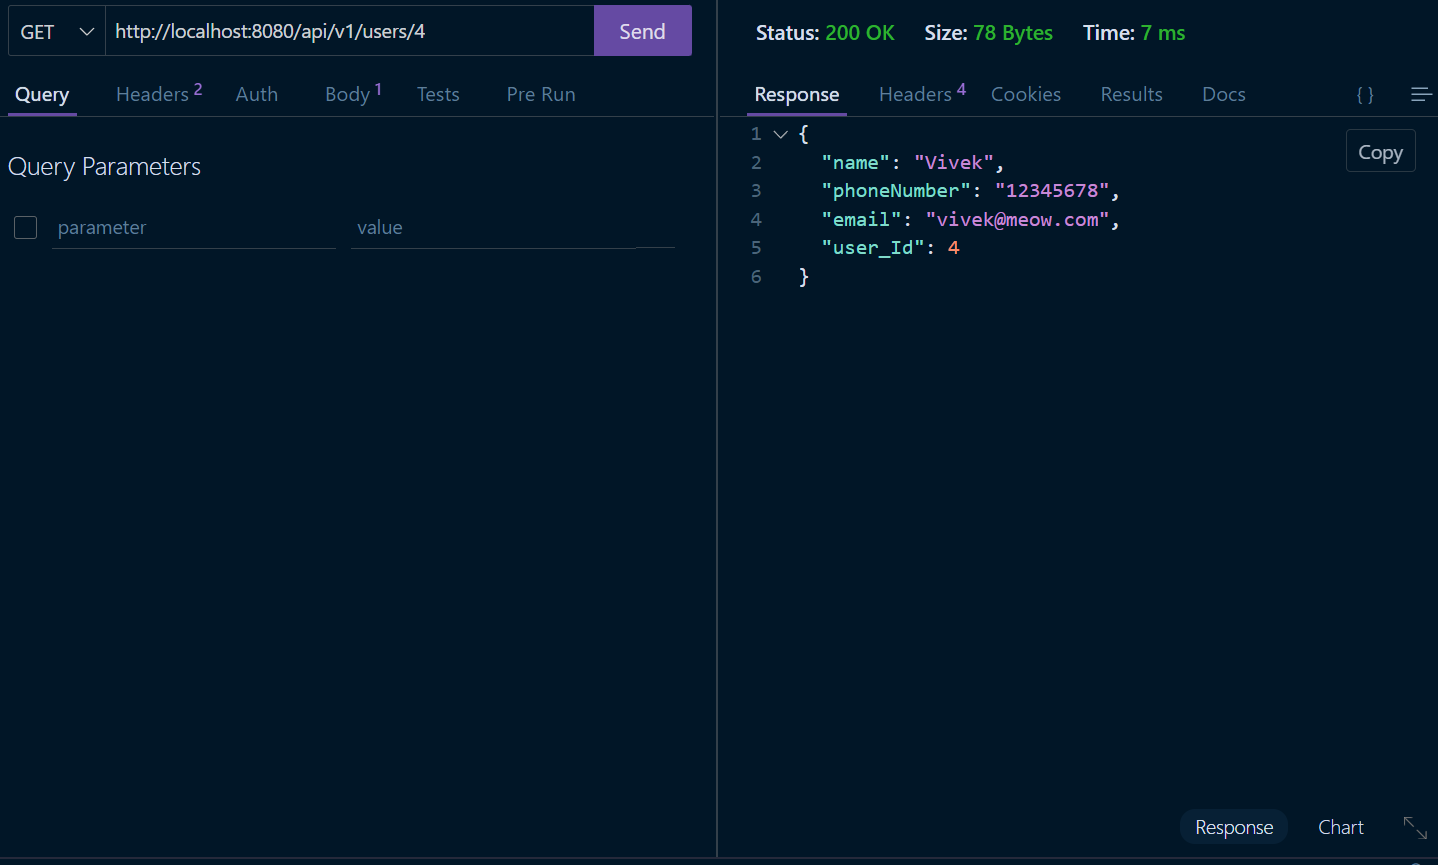 GET http://localhost:8080/api/v1/users/4 Send
Query Headers 2 Auth Body 1 Tests Pre Run
Query Parameters
parameter value
Status: 200 OK Size: 78 Bytes Time: 7 ms
Response Headers 4 Cookies Results Docs { }
1 {
Copy
2 "name": "Vivek",
3 "phoneNumber": "12345678",
4 "email": "vivek@meow.com",
5 "user_Id": 4
6 }
Response Chart